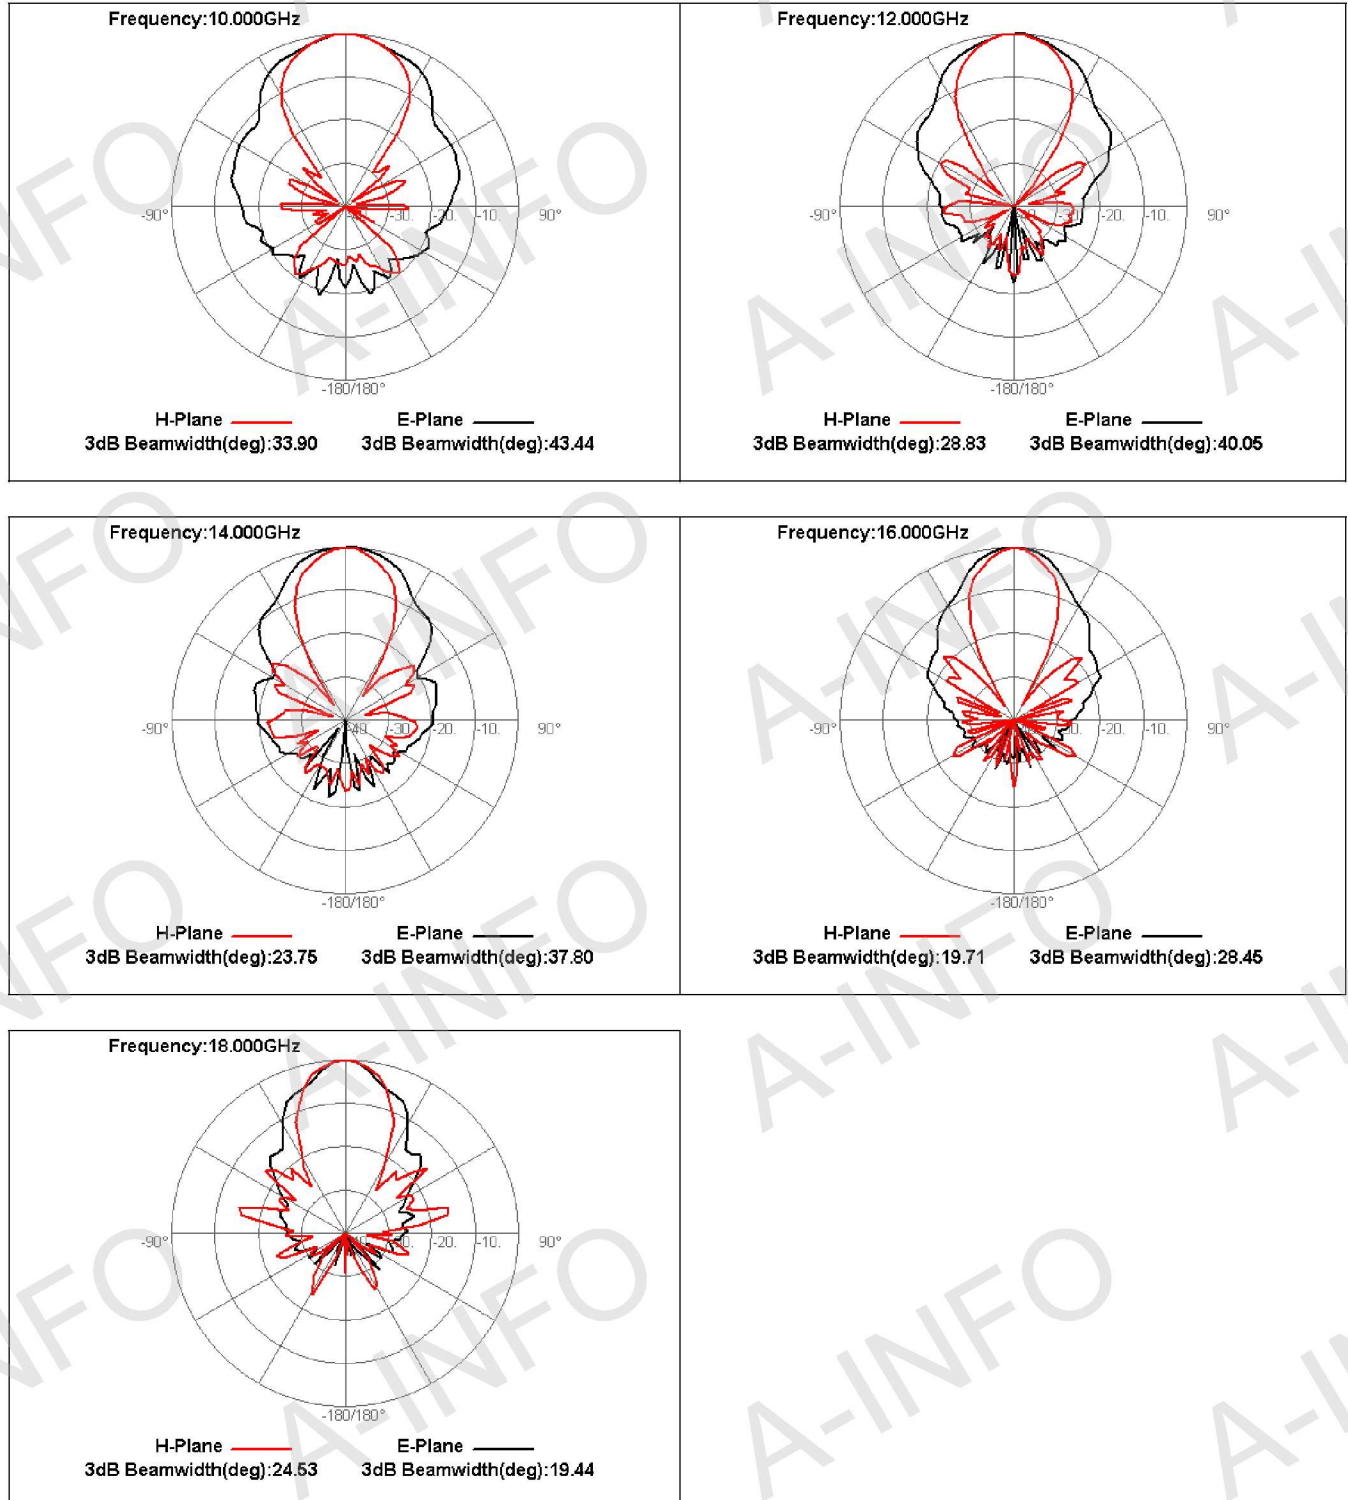 Frequency:10.000GHz
-90° -40. -30. -20. -10. 90°
-180/180°
H-Plane E-Plane
3dB Beamwidth(deg):33.90 3dB Beamwidth(deg):43.44
Frequency:12.000GHz
-90° -40. -30. -20. -10. 90°
-180/180°
H-Plane E-Plane
3dB Beamwidth(deg):28.83 3dB Beamwidth(deg):40.05
Frequency:14.000GHz
-90° -40. -30. -20. -10. 90°
-180/180°
H-Plane E-Plane
3dB Beamwidth(deg):23.75 3dB Beamwidth(deg):37.80
Frequency:16.000GHz
-90° -20. -10. 90°
-180/180°
H-Plane E-Plane
3dB Beamwidth(deg):19.71 3dB Beamwidth(deg):28.45
Frequency:18.000GHz
-90° -20. -10. 90°
-180/180°
H-Plane E-Plane
3dB Beamwidth(deg):24.53 3dB Beamwidth(deg):19.44
A-INFO